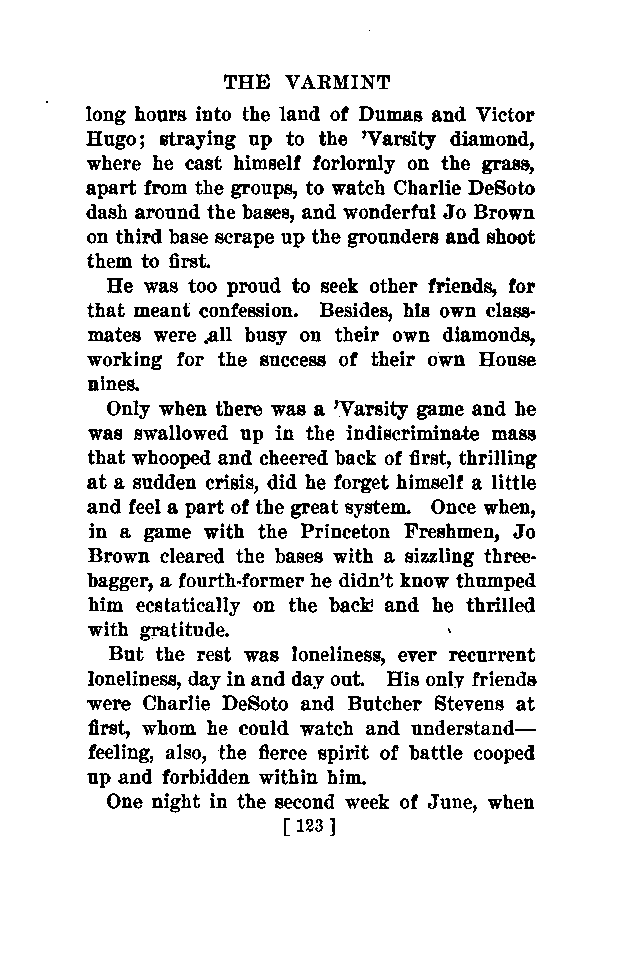 THE VARMINT
long hours into the land of Dumas and Victor
Hugo; straying up to the 'Varsity diamond,
where he cast himself forlornly on the grass,
apart from the groups, to watch Charlie DeSoto
dash around the bases, and wonderful Jo Brown
on third base scrape up the grounders and shoot
them to first.
He was too proud to seek other friends, for
that meant confession. Besides, his own class-
mates were all busy on their own diamonds,
working for the success of their own House
nines.
Only when there was a 'Varsity game and he
was swallowed up in the indiscriminate mass
that whooped and cheered back of first, thrilling
at a sudden crisis, did he forget himself a little
and feel a part of the great system. Once when,
in a game with the Princeton Freshmen, Jo
Brown cleared the bases with a sizzling three-
bagger, a fourth-former he didn't know thumped
him ecstatically on the back and he thrilled
with gratitude.
But the rest was loneliness, ever recurrent
loneliness, day in and day out. His only friends
were Charlie DeSoto and Butcher Stevens at
first, whom he could watch and understand—
feeling, also, the fierce spirit of battle cooped
up and forbidden within him.
One night in the second week of June, when
[ 123 ]